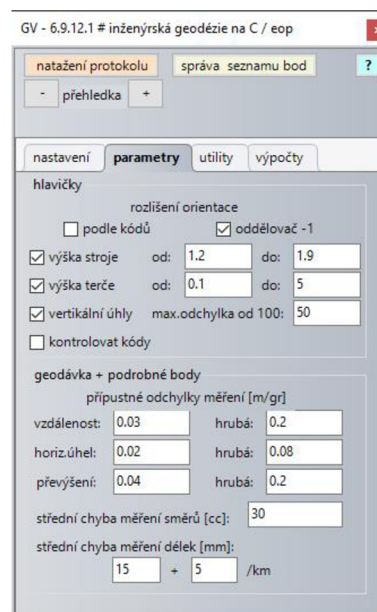 GV - 6.9.12.1 # inženýrská geodézie na C / eop x
natažení protokolu správa seznamu bod ?
- přehledka +
nastavení parametry utility výpočty
hlavičky
rozlišení orientace
podle kódů oddělovač -1
výška stroje od: 1.2 do: 1.9
výška terče od: 0.1 do: 5
vertikální úhly max.odchylka od 100: 50
kontrolovat kódy
geodávka + podrobné body
přípustné odchylky měření [m/gr]
vzdálenost: 0.03 hrubá: 0.2
horiz.úhel: 0.02 hrubá: 0.08
převýšení: 0.04 hrubá: 0.2
střední chyba měření směrů [cc]: 30
střední chyba měření délek [mm]:
15 + 5 /km